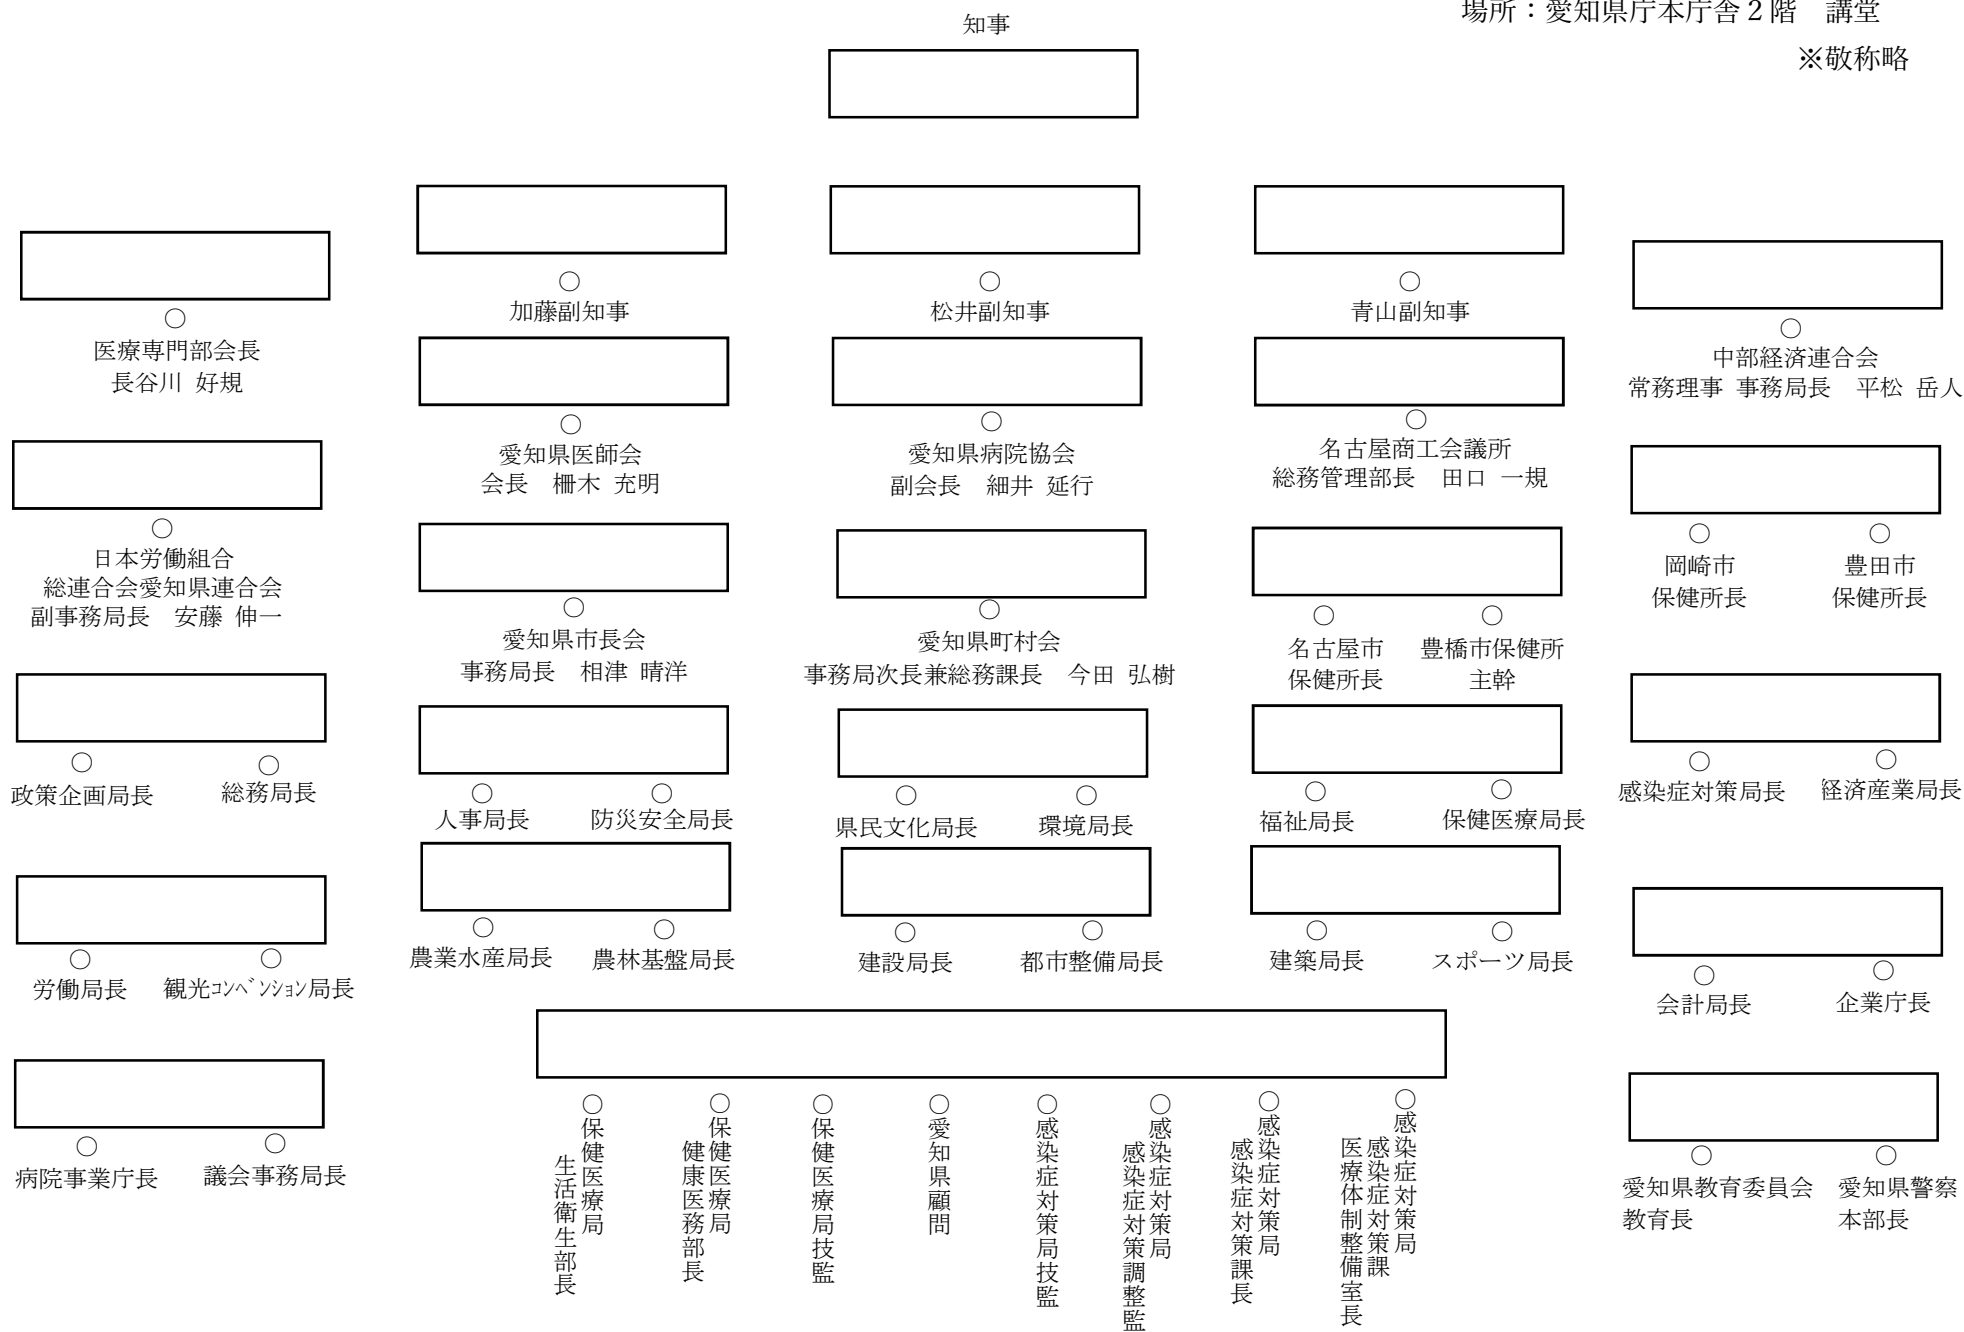 場所：愛知県庁本庁舎２階　講堂
※敬称略
知事
○
加藤副知事
○
松井副知事
○
青山副知事
○
医療専門部会長
長谷川 好規
○
中部経済連合会
常務理事 事務局長　平松 岳人
○
愛知県医師会
会長　柵木 充明
○
愛知県病院協会
副会長　細井 延行
○
名古屋商工会議所
総務管理部長　田口 一規
○
日本労働組合
総連合会愛知県連合会
副事務局長　安藤 伸一
○
愛知県市長会
事務局長　相津 晴洋
○
愛知県町村会
事務局次長兼総務課長　今田 弘樹
○
名古屋市
保健所長
○
豊橋市保健所
主幹
○
岡崎市
保健所長
○
豊田市
保健所長
○
政策企画局長
○
総務局長
○
人事局長
○
防災安全局長
○
県民文化局長
○
環境局長
○
福祉局長
○
保健医療局長
○
感染症対策局長
○
経済産業局長
○
労働局長
○
観光ｺﾝﾍﾞﾝｼｮﾝ局長
○
農業水産局長
○
農林基盤局長
○
建設局長
○
都市整備局長
○
建築局長
○
スポーツ局長
○
会計局長
○
企業庁長
○
病院事業庁長
○
議会事務局長
○保健医療局
生活衛生部長
○保健医療局
健康医務部長
○保健医療局技監
○愛知県顧問
○感染症対策局技監
○感染症対策局
感染症対策調整監
○感染症対策局
感染症対策課長
○感染症対策局
感染症対策課
医療体制整備室長
○
愛知県教育委員会
教育長
○
愛知県警察
本部長